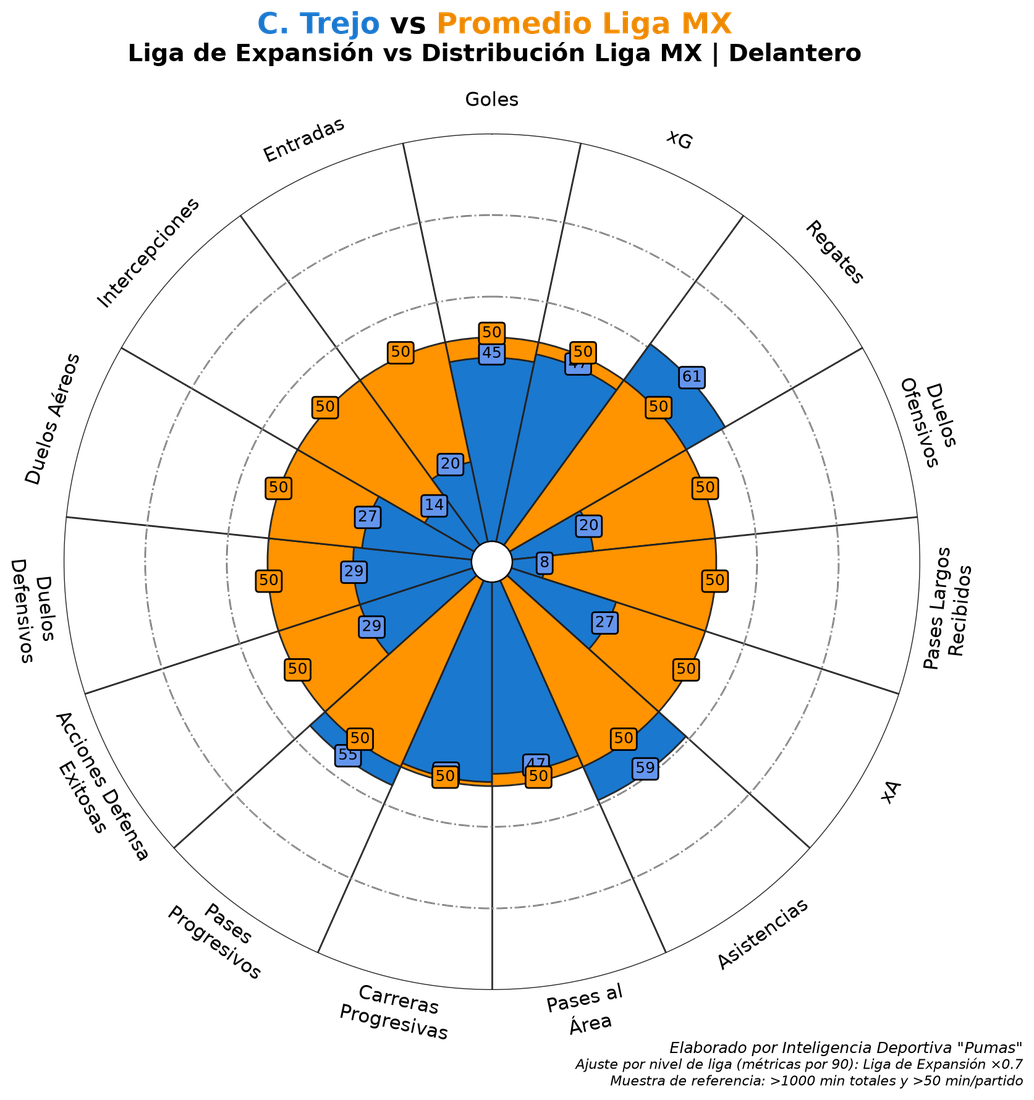 C. Trejo vs Promedio Liga MX
Liga de Expansión vs Distribución Liga MX | Delantero
Goles
xG
Regates
Duelos
Ofensivos
Pases Largos
Recibidos
xA
Asistencias
Pases al
Área
Carreras
Progresivas
Pases
Progresivos
Acciones Defensa
Exitosas
Duelos
Defensivos
Duelos Aéreos
Intercepciones
Entradas
50
45
50
47
50
61
50
20
50
8
50
27
50
59
50
47
50
50
55
50
29
50
29
50
27
50
14
50
20
Elaborado por Inteligencia Deportiva "Pumas"
Ajuste por nivel de liga (métricas por 90): Liga de Expansión ×0.7
Muestra de referencia: >1000 min totales y >50 min/partido